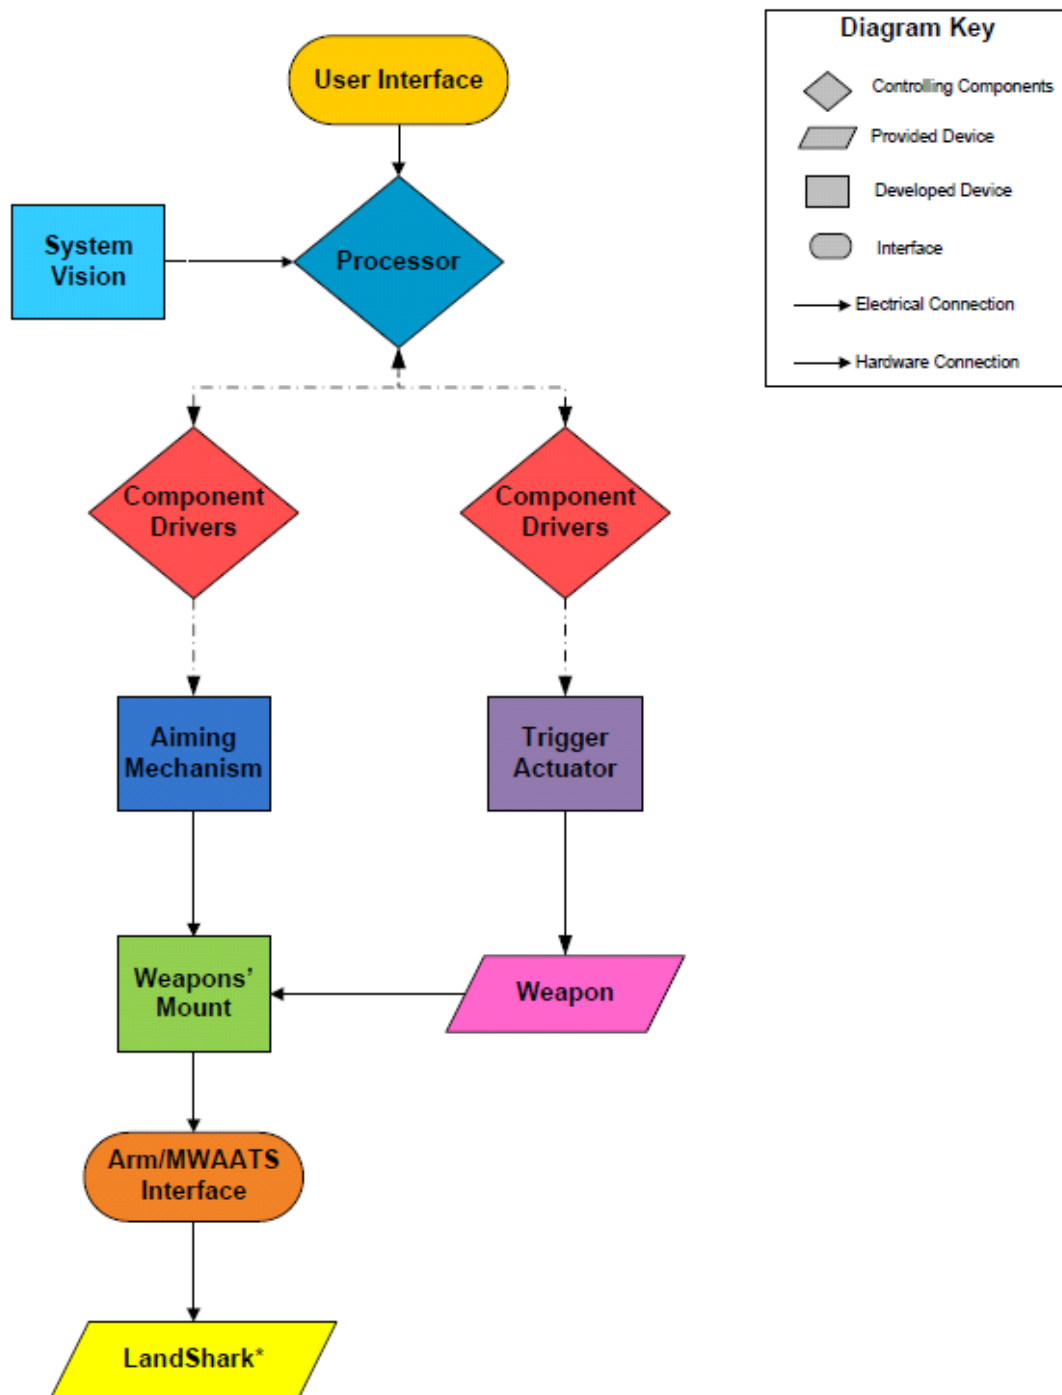 User Interface
System
Vision
Processor
Component
Drivers
Component
Drivers
Aiming
Mechanism
Trigger
Actuator
Weapons'
Mount
Weapon
Arm/MWAATS
Interface
LandShark*
Diagram Key
Controlling Components
Provided Device
Developed Device
Interface
Electrical Connection
Hardware Connection